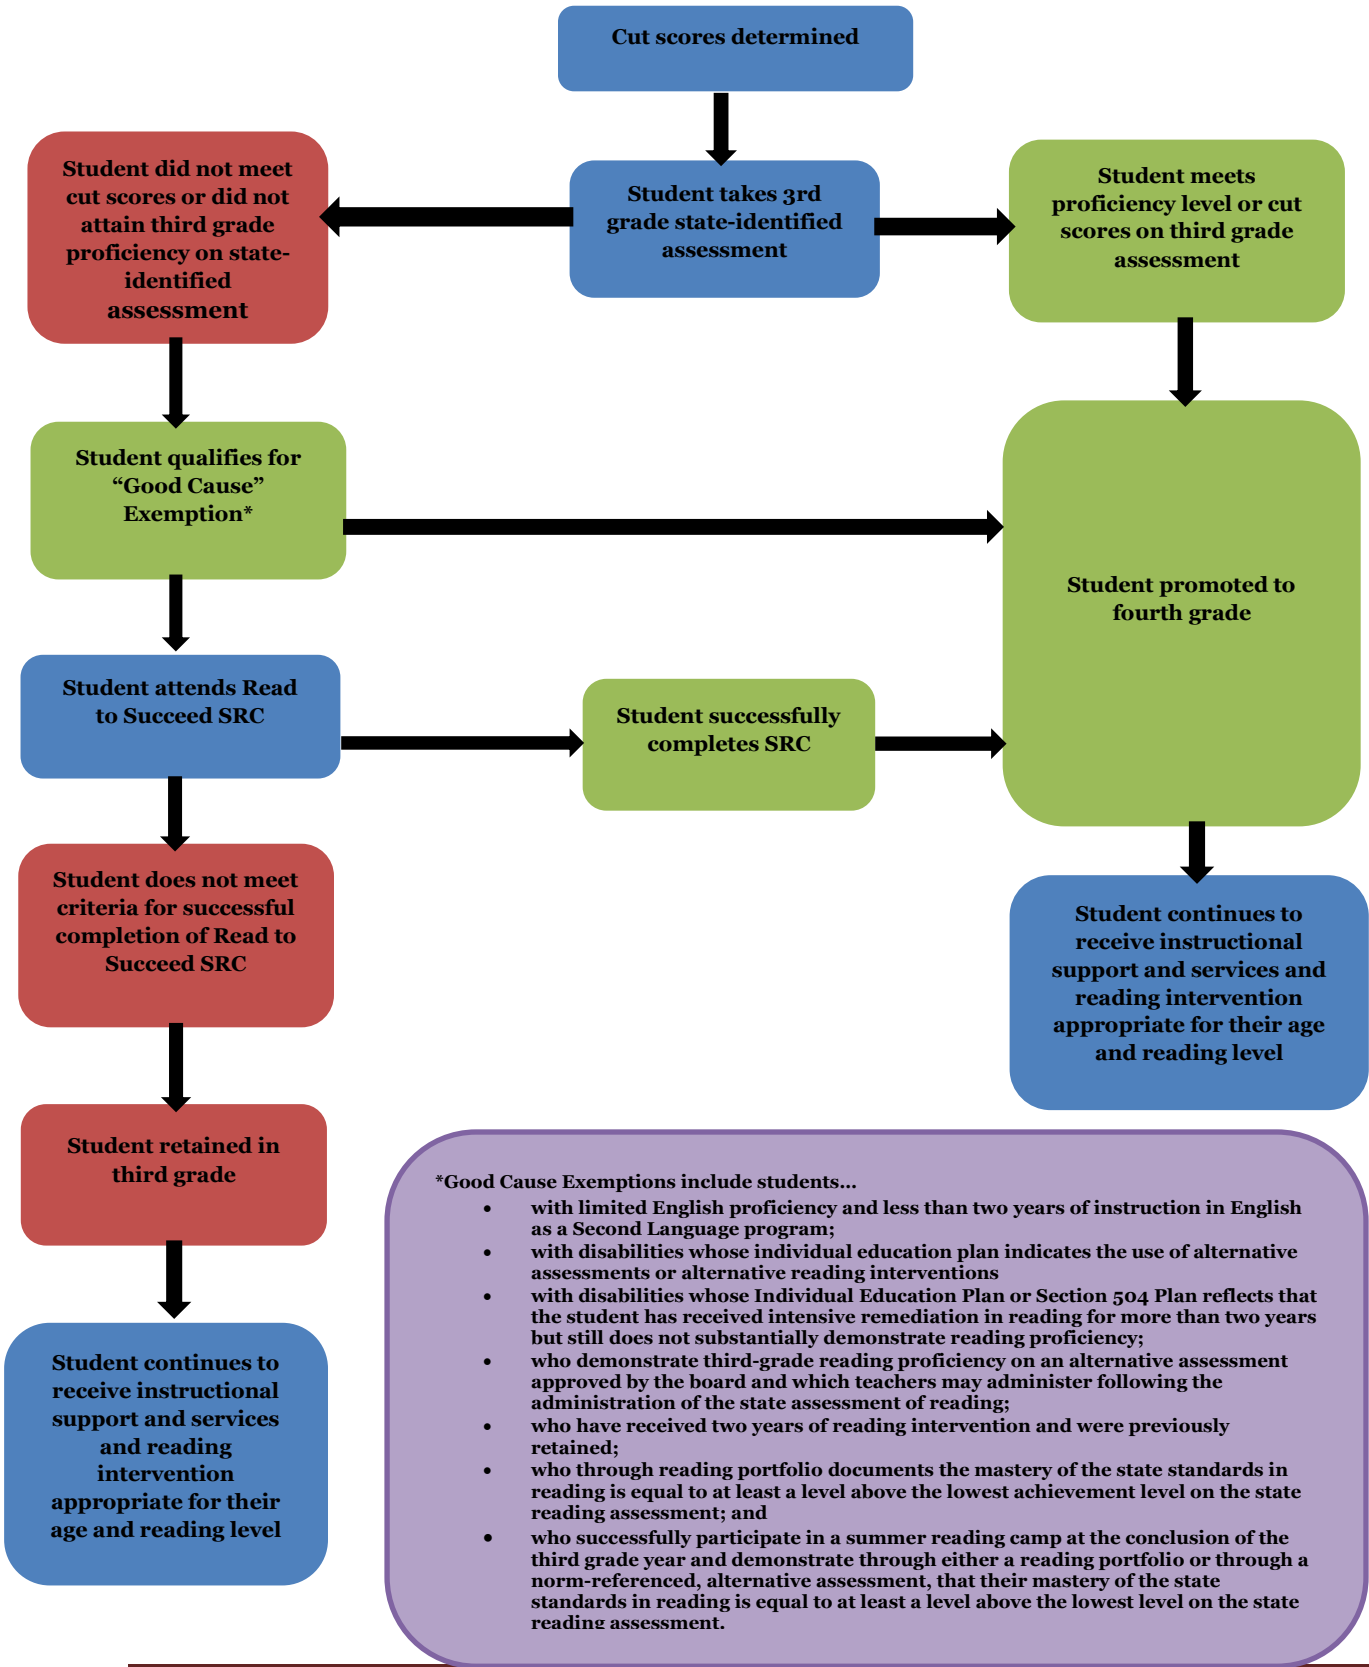 Cut scores determined
Student did not meet
cut scores or did not
attain third grade
proficiency on state-
identified
assessment
Student takes 3rd
grade state-identified
assessment
Student meets
proficiency level or cut
scores on third grade
assessment
Student qualifies for
“Good Cause”
Exemption*
Student promoted to
fourth grade
Student attends Read
to Succeed SRC
Student successfully
completes SRC
Student does not meet
criteria for successful
completion of Read to
Succeed SRC
Student continues to
receive instructional
support and services and
reading intervention
appropriate for their age
and reading level
Student retained in
third grade
Student continues to
receive instructional
support and services
and reading
intervention
appropriate for their
age and reading level
*Good Cause Exemptions include students…
• with limited English proficiency and less than two years of instruction in English
as a Second Language program;
• with disabilities whose individual education plan indicates the use of alternative
assessments or alternative reading interventions
• with disabilities whose Individual Education Plan or Section 504 Plan reflects that
the student has received intensive remediation in reading for more than two years
but still does not substantially demonstrate reading proficiency;
• who demonstrate third-grade reading proficiency on an alternative assessment
approved by the board and which teachers may administer following the
administration of the state assessment of reading;
• who have received two years of reading intervention and were previously
retained;
• who through reading portfolio documents the mastery of the state standards in
reading is equal to at least a level above the lowest achievement level on the state
reading assessment; and
• who successfully participate in a summer reading camp at the conclusion of the
third grade year and demonstrate through either a reading portfolio or through a
norm-referenced, alternative assessment, that their mastery of the state
standards in reading is equal to at least a level above the lowest level on the state
reading assessment.